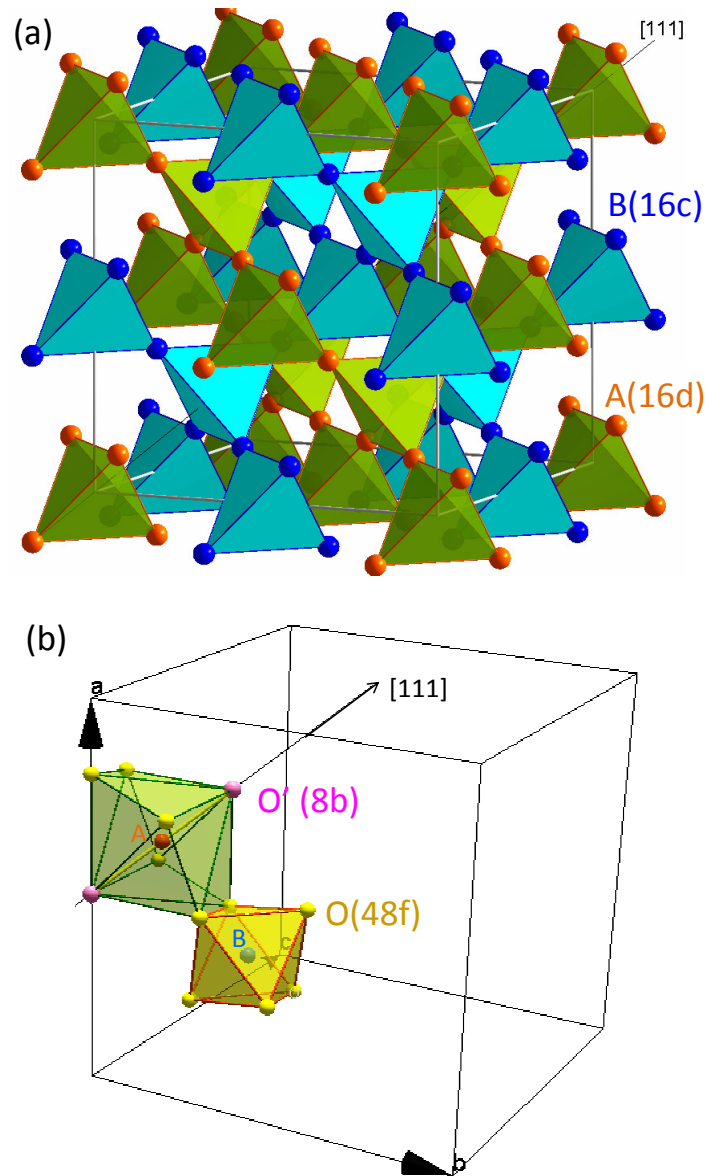 (a)
[111]
B(16c)
A(16d)
(b)
a
[111]
O’ (8b)
A
O(48f)
B
c
b